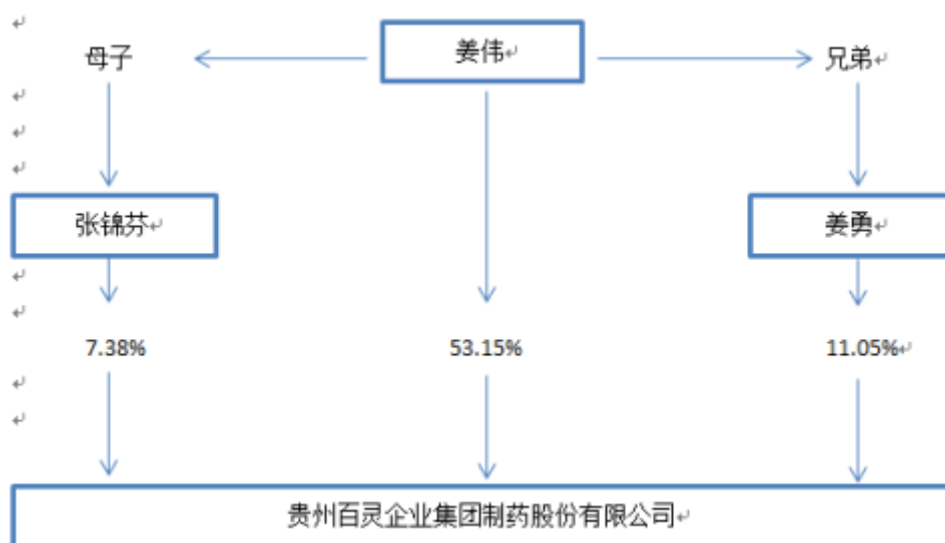 姜伟
母子
兄弟
张锦芬
姜勇
7.38%
53.15%
11.05%
贵州百灵企业集团制药股份有限公司